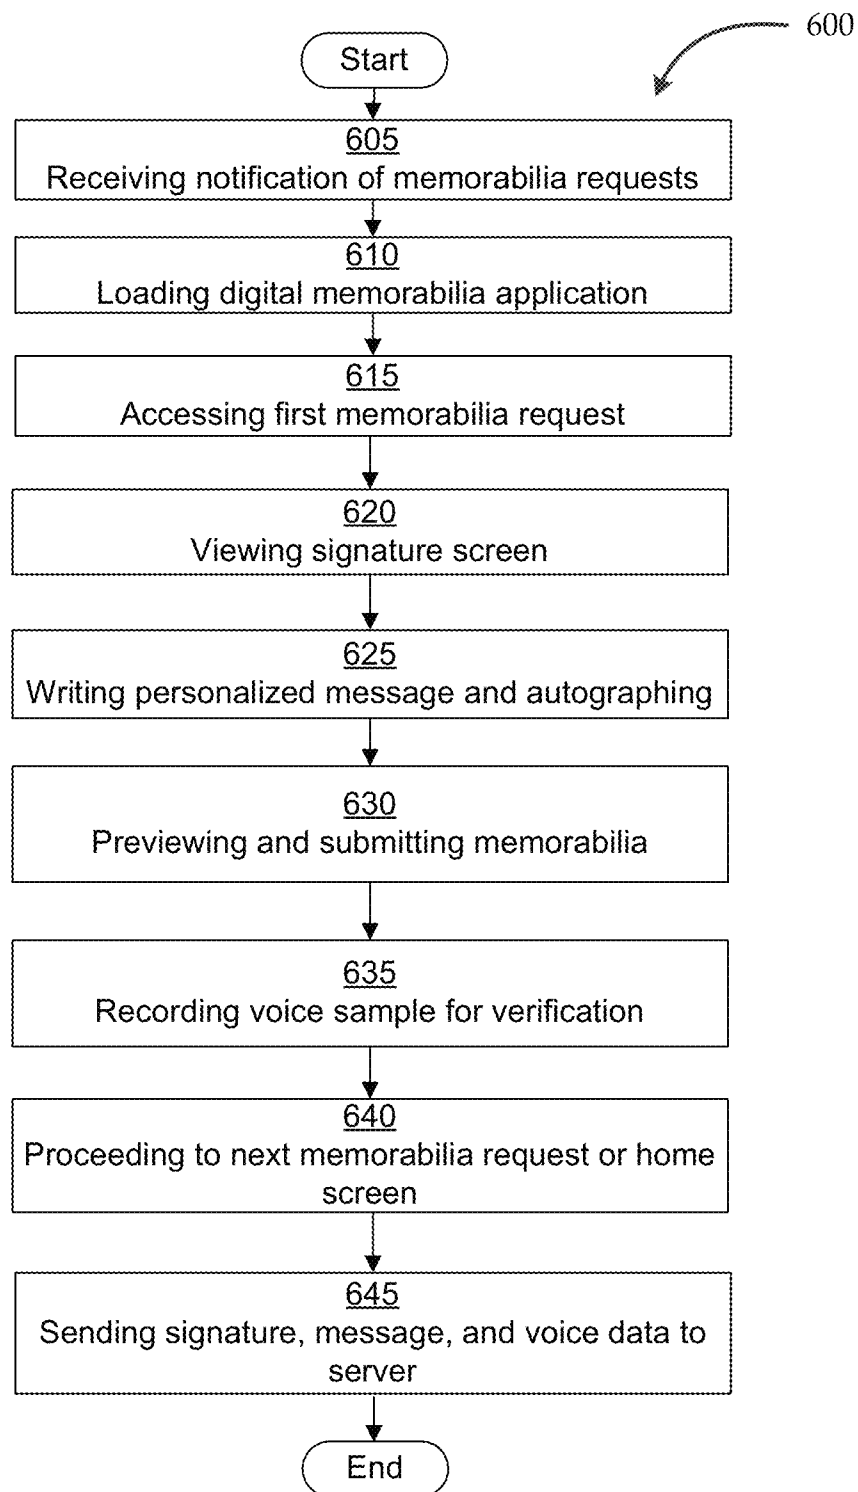 600
Start
605
Receiving notification of memorabilia requests
610
Loading digital memorabilia application
615
Accessing first memorabilia request
620
Viewing signature screen
625
Writing personalized message and autographing
630
Previewing and submitting memorabilia
635
Recording voice sample for verification
640
Proceeding to next memorabilia request or home
screen
645
Sending signature, message, and voice data to
server
End